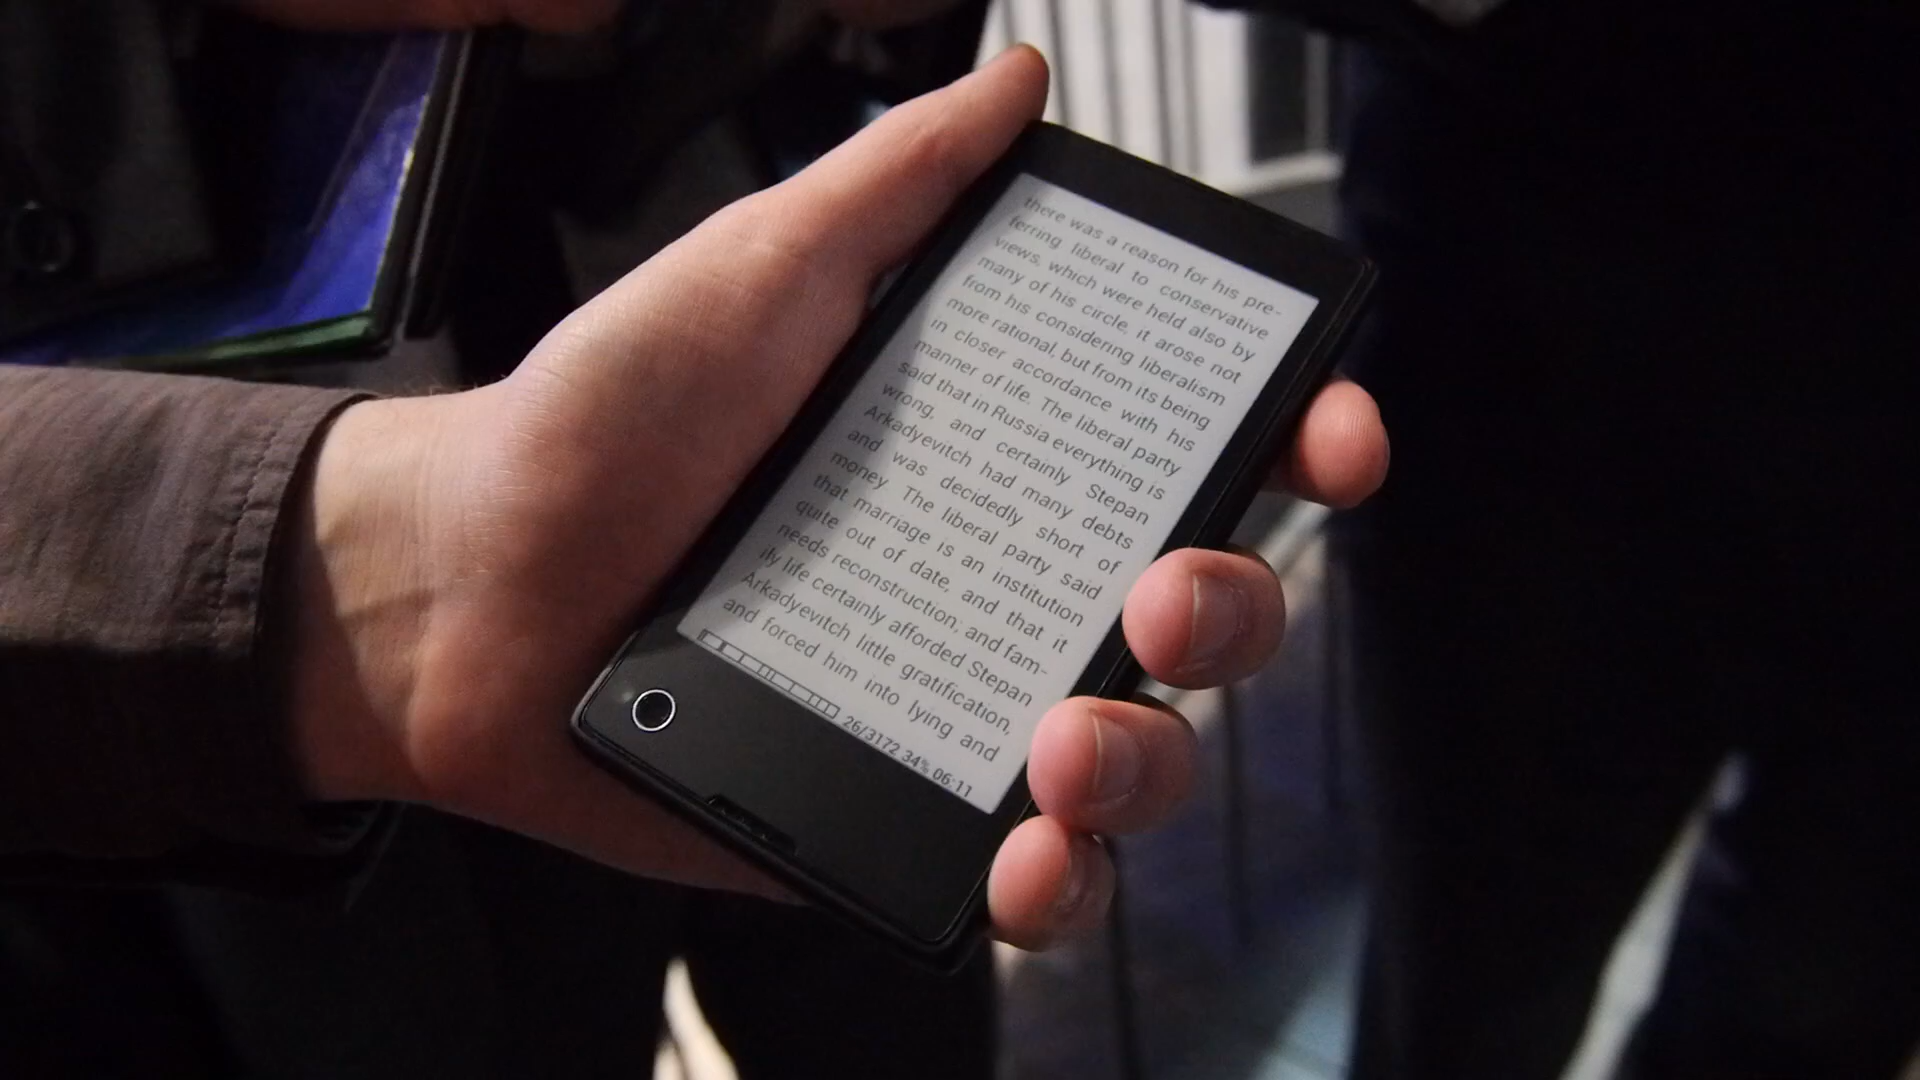 there was a reason for his pre-
ferring liberal to conservative
views, which were held also by
many of his circle, it arose not
from his considering liberalism
more rational, but from its being
in closer accordance with his
manner of life. The liberal party
said that in Russia everything is
wrong, and certainly Stepan
Arkadyevitch had many debts
and was decidedly short of
money. The liberal party said
that marriage is an institution
quite out of date, and that it
needs reconstruction; and fam-
ily life certainly afforded Stepan
Arkadyevitch little gratification,
and forced him into lying and
26/3172 34% 06:11